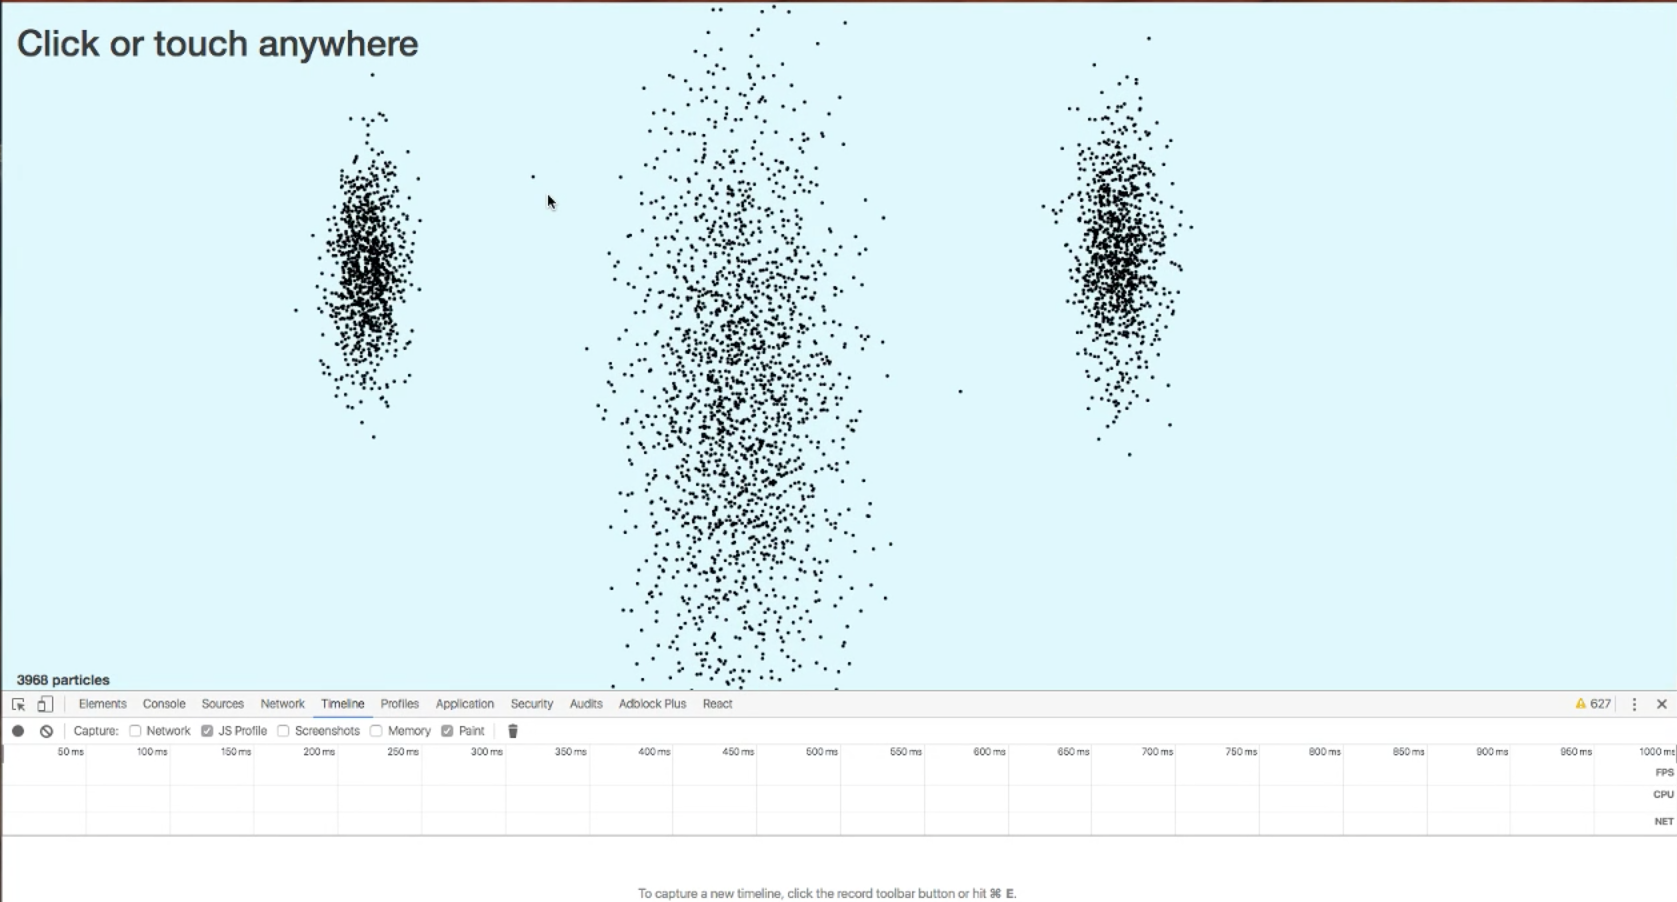 Click or touch anywhere
3968 particles
Elements Console Sources Network Timeline Profiles Application Security Audits Adblock Plus React 627
Capture: Network JS Profile Screenshots Memory Paint
50 ms 100 ms 150 ms 200 ms 250 ms 300 ms 350 ms 400 ms 450 ms 500 ms 550 ms 600 ms 650 ms 700 ms 750 ms 800 ms 850 ms 900 ms 950 ms 1000 ms
FPS
CPU
NET
To capture a new timeline, click the record toolbar button or hit ⌘ E.